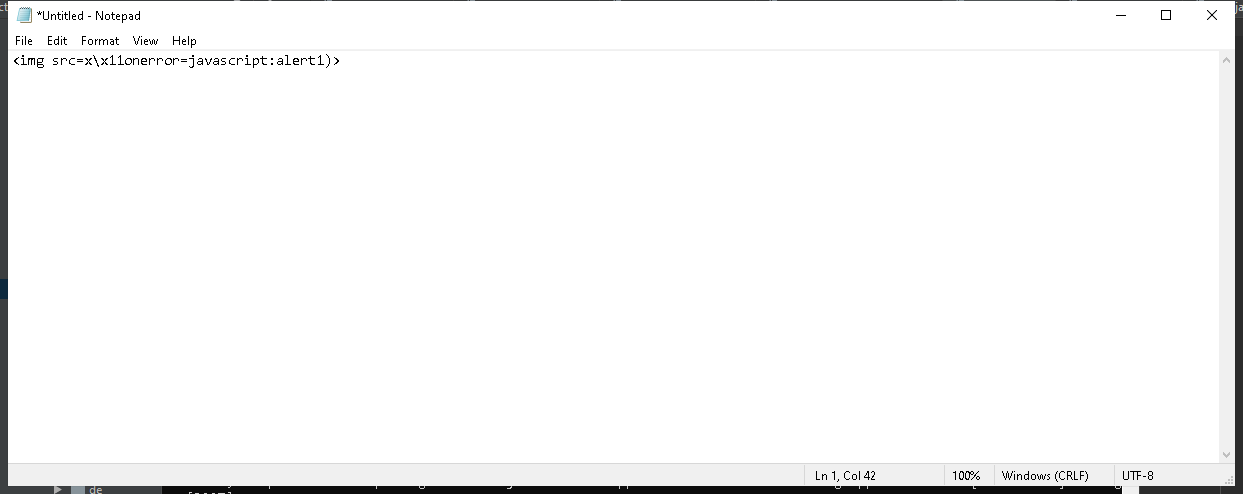 *Untitled - Notepad
File Edit Format View Help
<img src=x\x11onerror=javascript:alert1)>
Ln 1, Col 42 100% Windows (CRLF) UTF-8
de